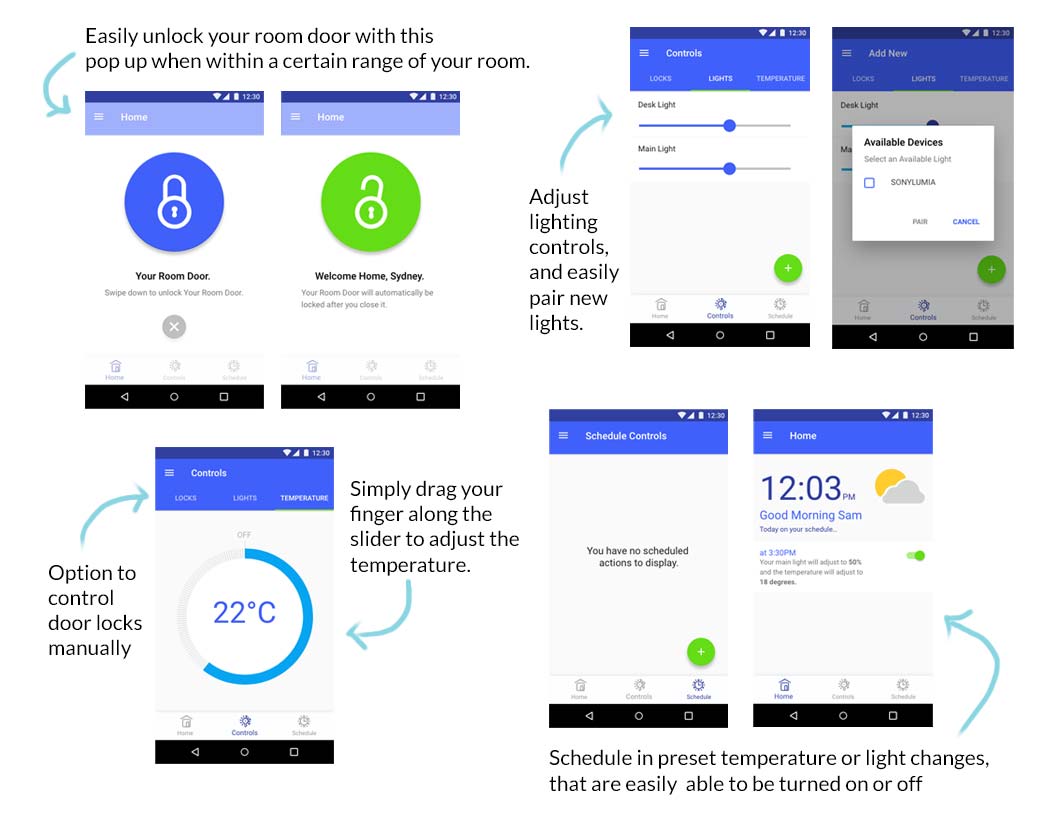 Easily unlock your room door with this
pop up when within a certain range of your room.
12:30
Home
Your Room Door.
Swipe down to unlock Your Room Door.
Home
Controls
Schedule
12:30
Home
Welcome Home, Sydney.
Your Room Door will automatically be
locked after you close it.
Home
Controls
Schedule
Adjust
lighting
controls,
and easily
pair new
lights.
12:30
Controls
LOCKS LIGHTS TEMPERATURE
Desk Light
Main Light
+
Home
Controls
Schedule
12:30
Add New
LOCKS LIGHTS TEMPERATURE
Desk Light
Ma
Available Devices
Select an Available Light
SONYLUMIA
PAIR CANCEL
+
Home
Controls
Schedule
Option to
control
door locks
manually
12:30
Controls
LOCKS LIGHTS TEMPERATURE
OFF
22°C
Home
Controls
Schedule
Simply drag your
finger along the
slider to adjust the
temperature.
12:30
Schedule Controls
You have no scheduled
actions to display.
+
Home
Controls
Schedule
12:30
Home
12:03PM
Good Morning Sam
Today on your schedule...
at 3:30PM
Your main light will adjust to 50%
and the temperature will adjust to
18 degrees.
Home
Controls
Schedule
Schedule in preset temperature or light changes,
that are easily able to be turned on or off